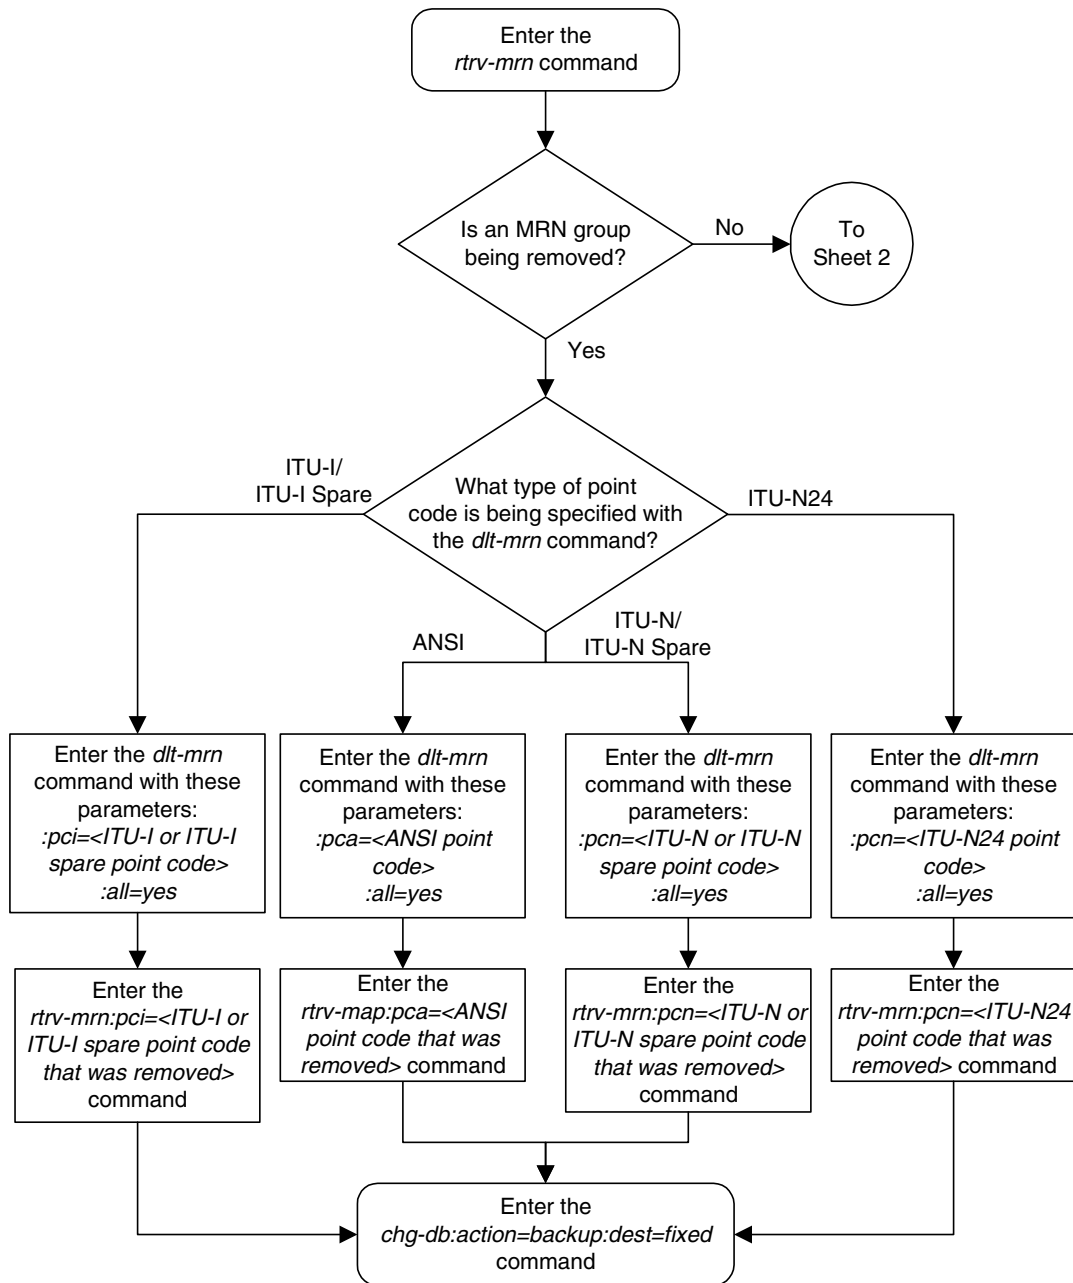 Enter the
rtrv-mrn command
Is an MRN group
being removed?
No
To
Sheet 2
Yes
What type of point
code is being specified with
the dlt-mrn command?
ITU-I/
ITU-I Spare
ITU-N24
ANSI
ITU-N/
ITU-N Spare
Enter the dlt-mrn
command with these
parameters:
:pci=<ITU-I or ITU-I
spare point code>
:all=yes
Enter the dlt-mrn
command with these
parameters:
:pca=<ANSI point
code>
:all=yes
Enter the dlt-mrn
command with these
parameters:
:pcn=<ITU-N or ITU-N
spare point code>
:all=yes
Enter the dlt-mrn
command with these
parameters:
:pcn=<ITU-N24 point
code>
:all=yes
Enter the
rtrv-mrn:pci=<ITU-I or
ITU-I spare point code
that was removed>
command
Enter the
rtrv-map:pca=<ANSI
point code that was
removed> command
Enter the
rtrv-mrn:pcn=<ITU-N or
ITU-N spare point code
that was removed>
command
Enter the
rtrv-mrn:pcn=<ITU-N24
point code that was
removed> command
Enter the
chg-db:action=backup:dest=fixed
command